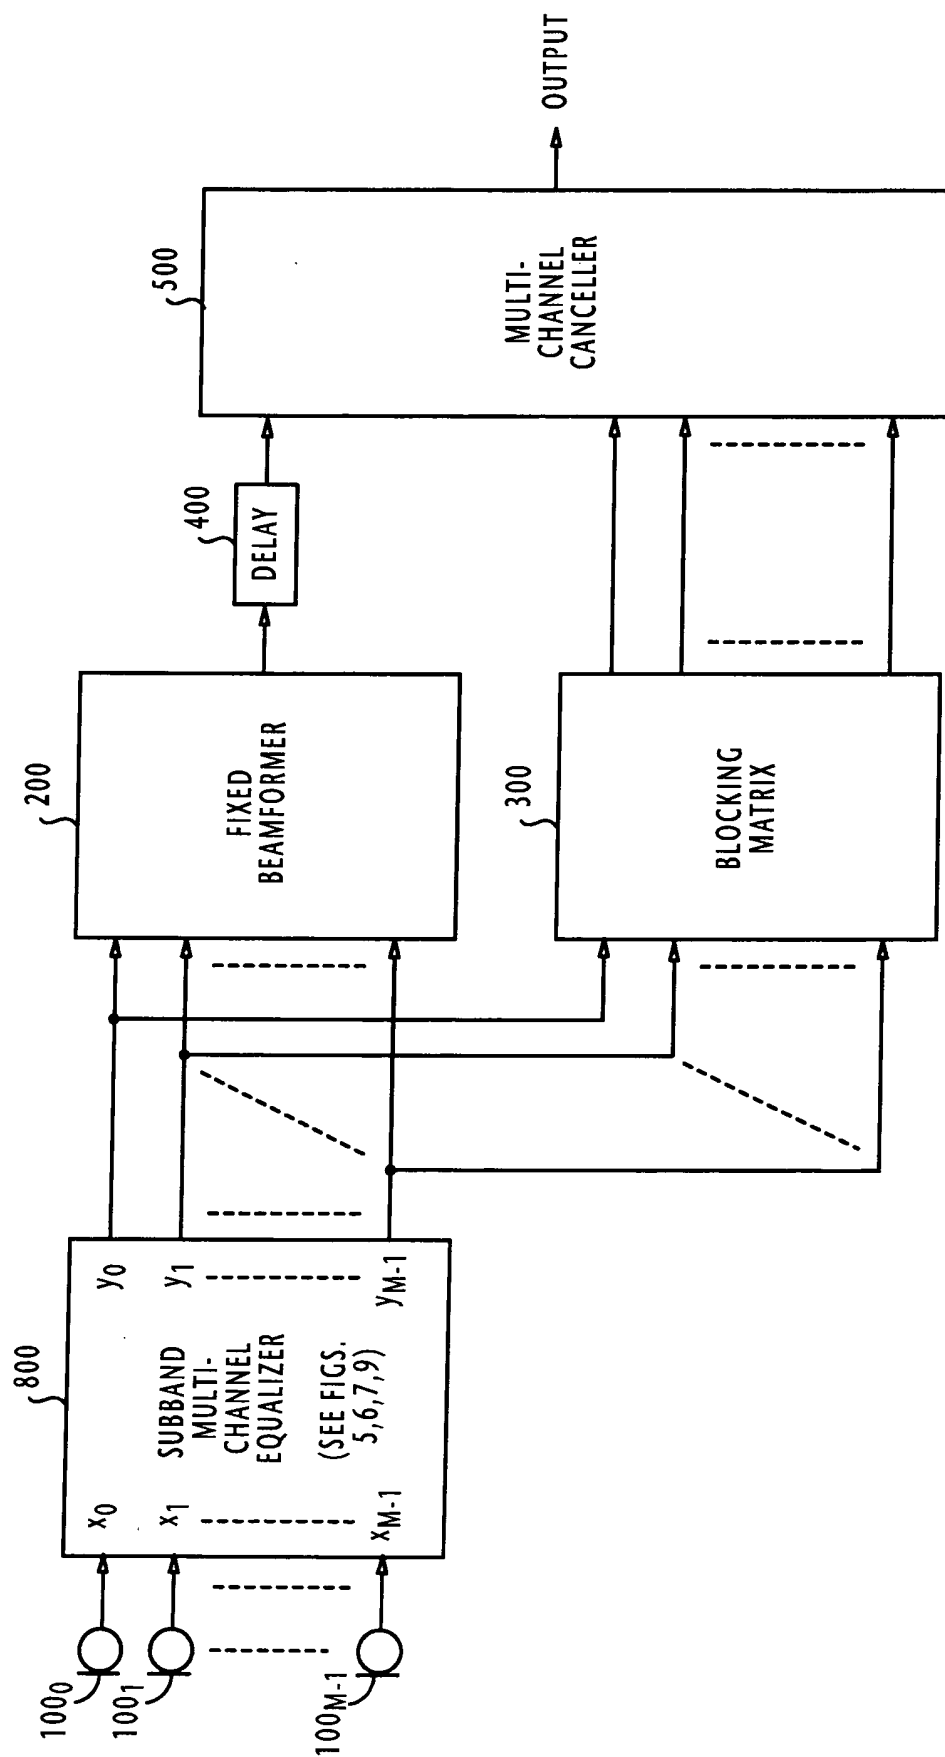 100₀
100₁
100M-1
800
x₀
x₁
xM-1
SUBBAND
MULTI-
CHANNEL
EQUALIZER
(SEE FIGS.
5,6,7,9)
y₀
y₁
yM-1
200
FIXED
BEAMFORMER
300
BLOCKING
MATRIX
400
DELAY
500
MULTI-
CHANNEL
CANCELLER
OUTPUT